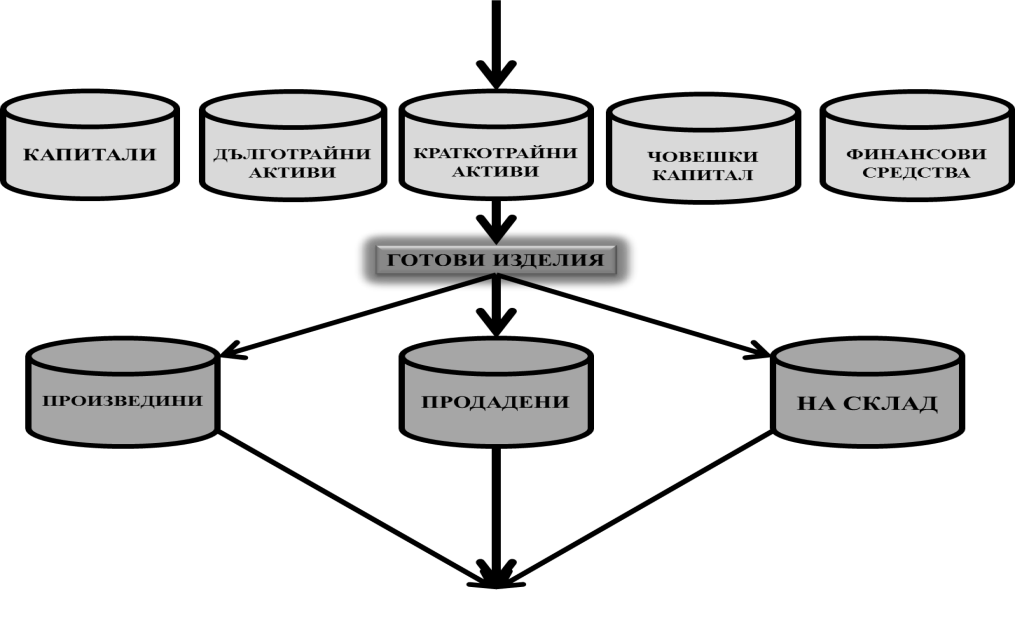 КАПИТАЛИ
ДЪЛГОТРАЙНИ
АКТИВИ
КРАТКОТРАЙНИ
АКТИВИ
ЧОВЕШКИ
КАПИТАЛ
ФИНАНСОВИ
СРЕДСТВА
ГОТОВИ ИЗДЕЛИЯ
ПРОИЗВЕДИНИ
ПРОДАДЕНИ
НА СКЛАД